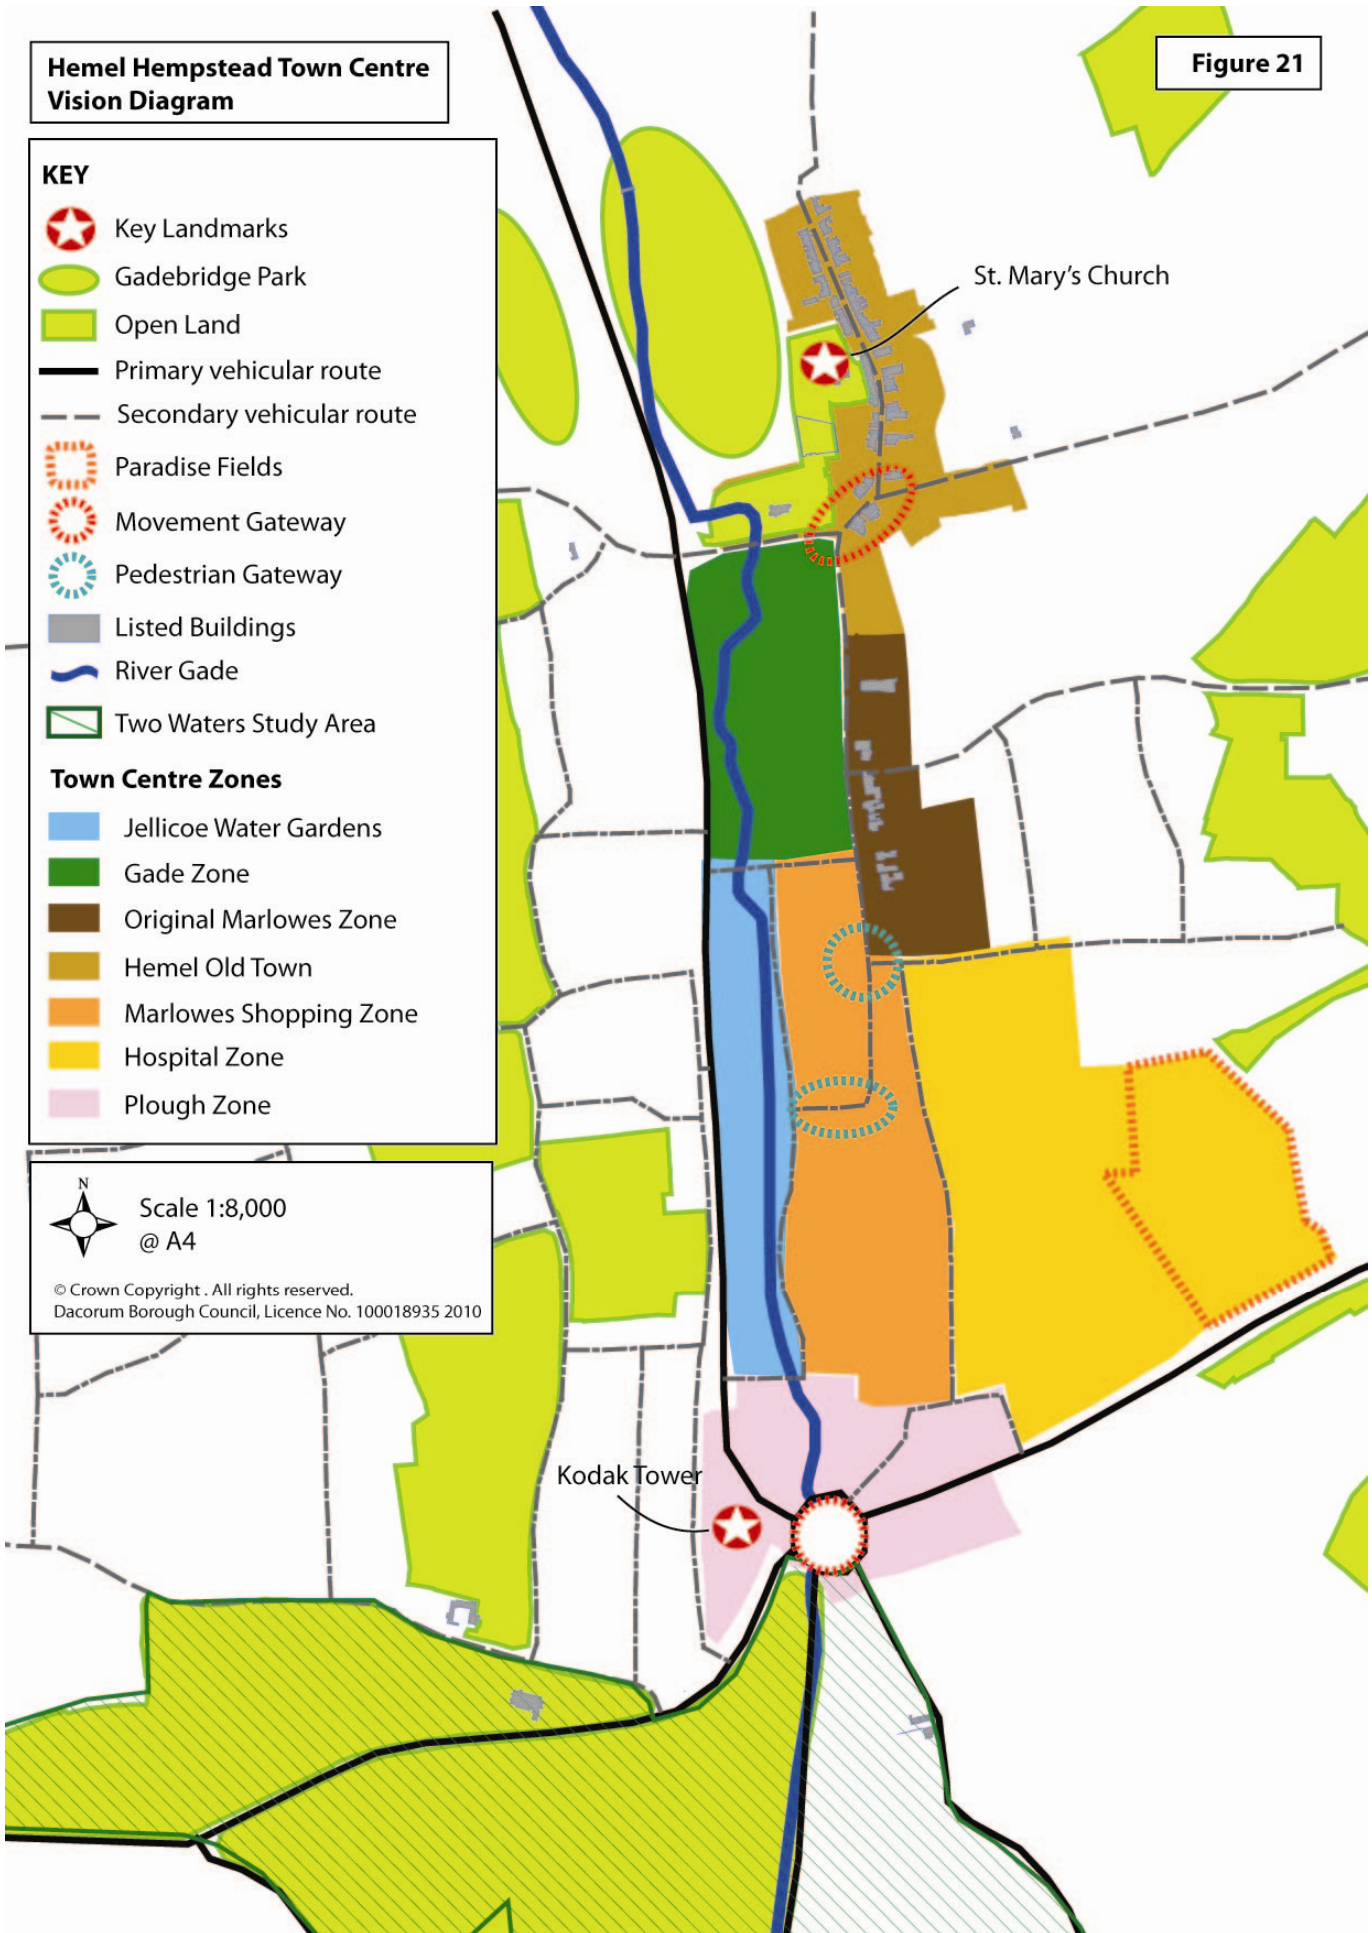 Hemel Hempstead Town Centre
Vision Diagram
Figure 21
KEY
Key Landmarks
Gadebridge Park
Open Land
Primary vehicular route
Secondary vehicular route
Paradise Fields
Movement Gateway
Pedestrian Gateway
Listed Buildings
River Gade
Two Waters Study Area
Town Centre Zones
Jellicoe Water Gardens
Gade Zone
Original Marlowes Zone
Hemel Old Town
Marlowes Shopping Zone
Hospital Zone
Plough Zone
N
Scale 1:8,000
@ A4
© Crown Copyright . All rights reserved.
Dacorum Borough Council, Licence No. 100018935 2010
St. Mary's Church
Kodak Tower